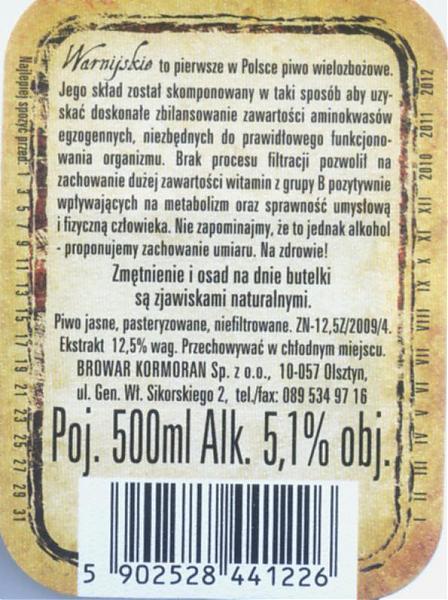 Warnijskie to pierwsze w Polsce piwo wielozbożowe.
Jego skład został skomponowany w taki sposób aby uzy-
skać doskonałe zbilansowanie zawartości aminokwasów
egzogennych, niezbędnych do prawidłowego funkcjono-
wania organizmu. Brak procesu filtracji pozwolił na
zachowanie dużej zawartości witamin z grupy B pozytywnie
wpływających na metabolizm oraz sprawność umysłową
i fizyczną człowieka. Nie zapominajmy, że to jednak alkohol
- proponujemy zachowanie umiaru. Na zdrowie!
Zmętnienie i osad na dnie butelki
są zjawiskami naturalnymi.
Piwo jasne, pasteryzowane, niefiltrowane. ZN-12,5Z/2009/4.
Ekstrakt 12,5% wag. Przechowywać w chłodnym miejscu.
BROWAR KORMORAN Sp. z o.o., 10-057 Olsztyn,
ul. Gen. Wł. Sikorskiego 2, tel./fax: 089 534 97 16
Poj. 500ml Alk. 5,1% obj.
5 902528 441226
Najlepiej spożyć przed: 1 3 5 7 9 11 13 15 17 19 21 23 25 27 29 31
I II III IV V VI VII VIII IX X XI XII 2010 2011 2012